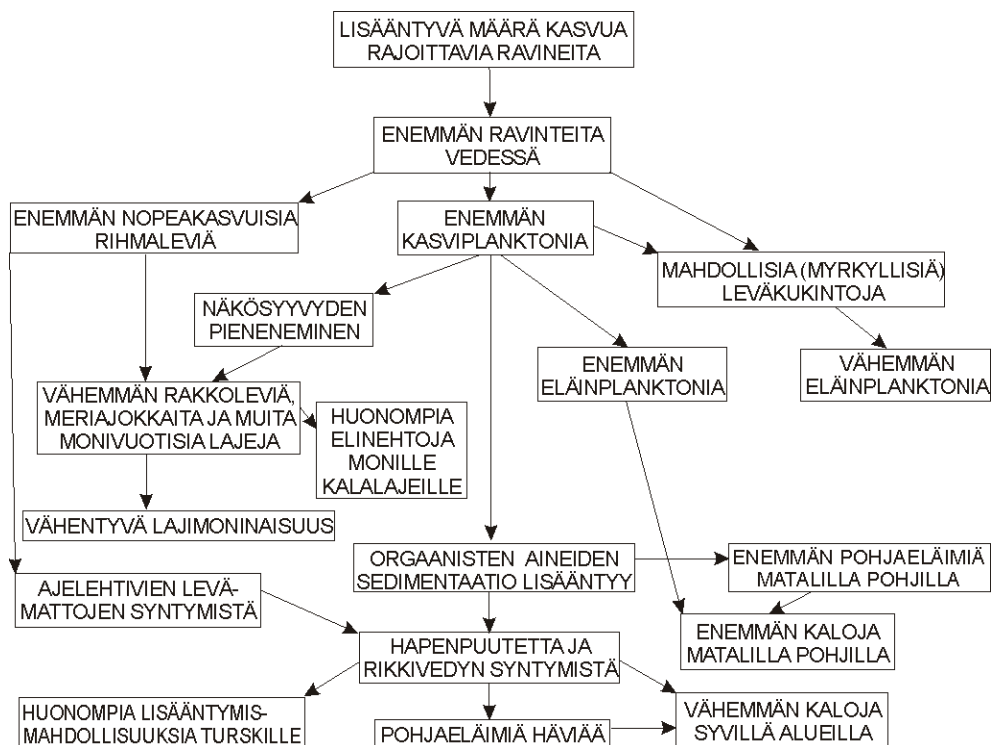 LISÄÄNTYVÄ MÄÄRÄ KASVUA
RAJOITTAVIA RAVINEITA
ENEMMÄN RAVINTEITA
VEDESSÄ
ENEMMÄN NOPEAKASVUISIA
RIHMALEVIÄ
ENEMMÄN
KASVIPLANKTONIA
MAHDOLLISIA (MYRKYLLISIÄ)
LEVÄKUKINTOJA
NÄKÖSYYVYDEN
PIENENEMINEN
ENEMMÄN
ELÄINPLANKTONIA
VÄHEMMÄN
ELÄINPLANKTONIA
VÄHEMMÄN RAKKOLEVIÄ,
MERIAJOKKAITA JA MUITA
MONIVUOTISIA LAJEJA
HUONOMPIA
ELINEHTOJA
MONILLE
KALALAJEILLE
VÄHENTYVÄ LAJIMONINAISUUS
ORGAANISTEN AINEIDEN
SEDIMENTAATIO LISÄÄNTYY
ENEMMÄN POHJAELÄIMIÄ
MATALILLA POHJILLA
AJELEHTIVIEN LEVÄ-
MATTOJEN SYNTYMISTÄ
ENEMMÄN KALOJA
MATALILLA POHJILLA
HAPENPUUTETTA JA
RIKKIVEDYN SYNTYMISTÄ
HUONOMPIA LISÄÄNTYMIS-
MAHDOLLISUUKSIA TURSKILLE
POHJAELÄIMIÄ HÄVIÄÄ
VÄHEMMÄN KALOJA
SYVILLÄ ALUEILLA